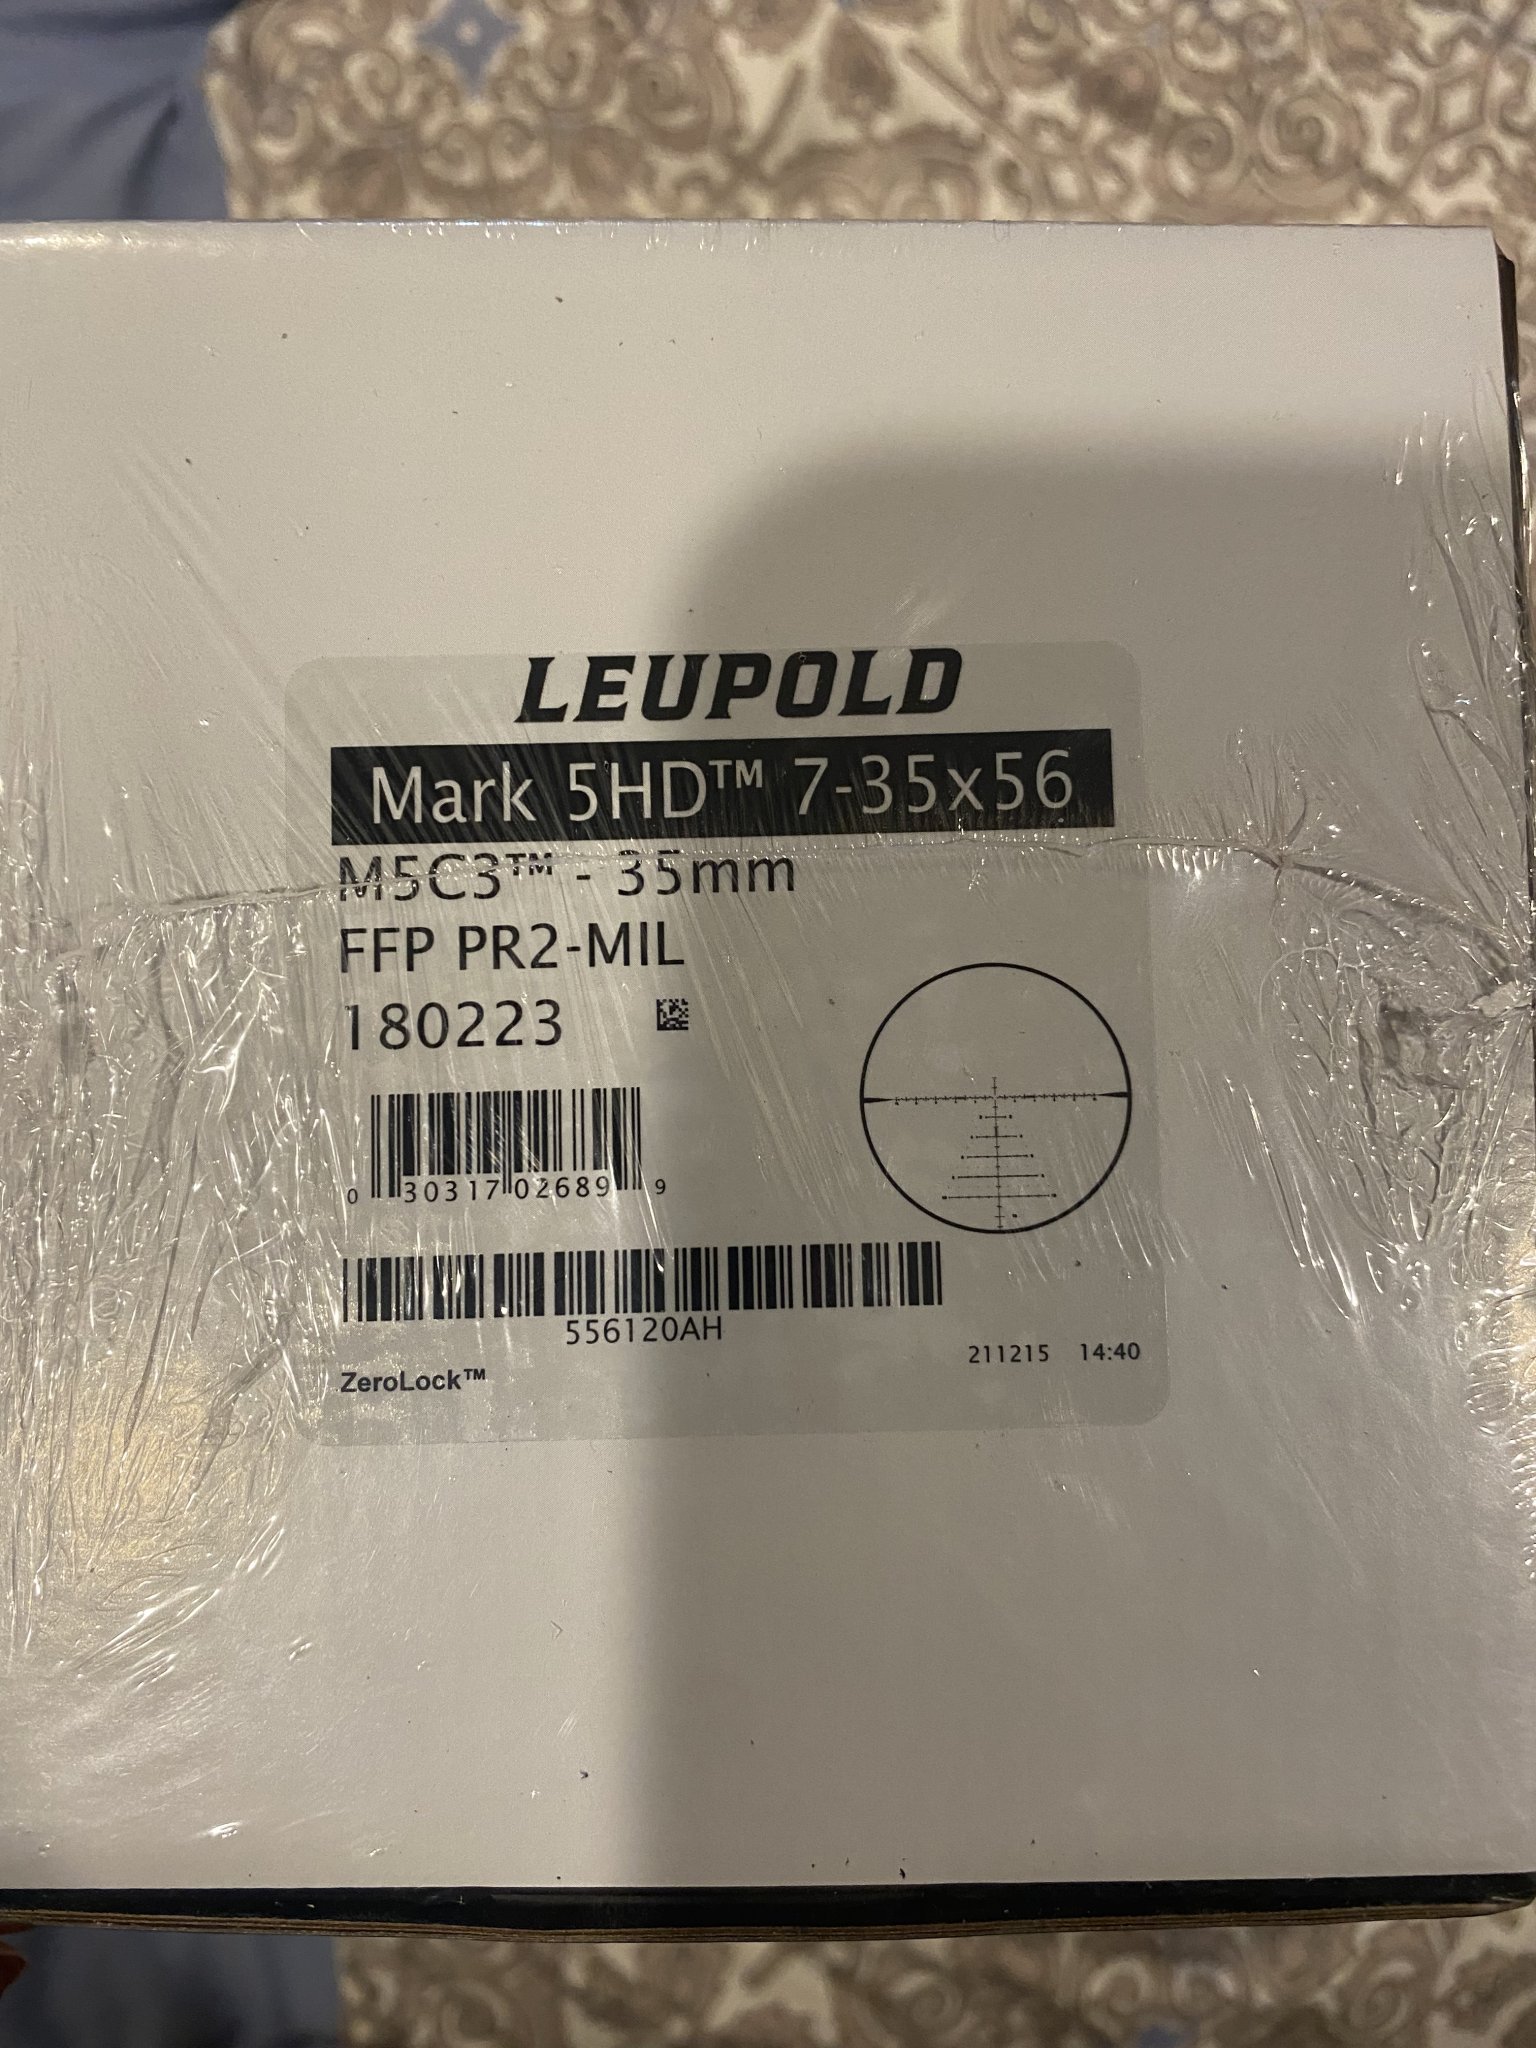 LEUPOLD
Mark 5HD™ 7-35x56
M5C3™ - 35mm
FFP PR2-MIL
180223
0 30317 02689 9
556120AH
211215 14:40
ZeroLock™